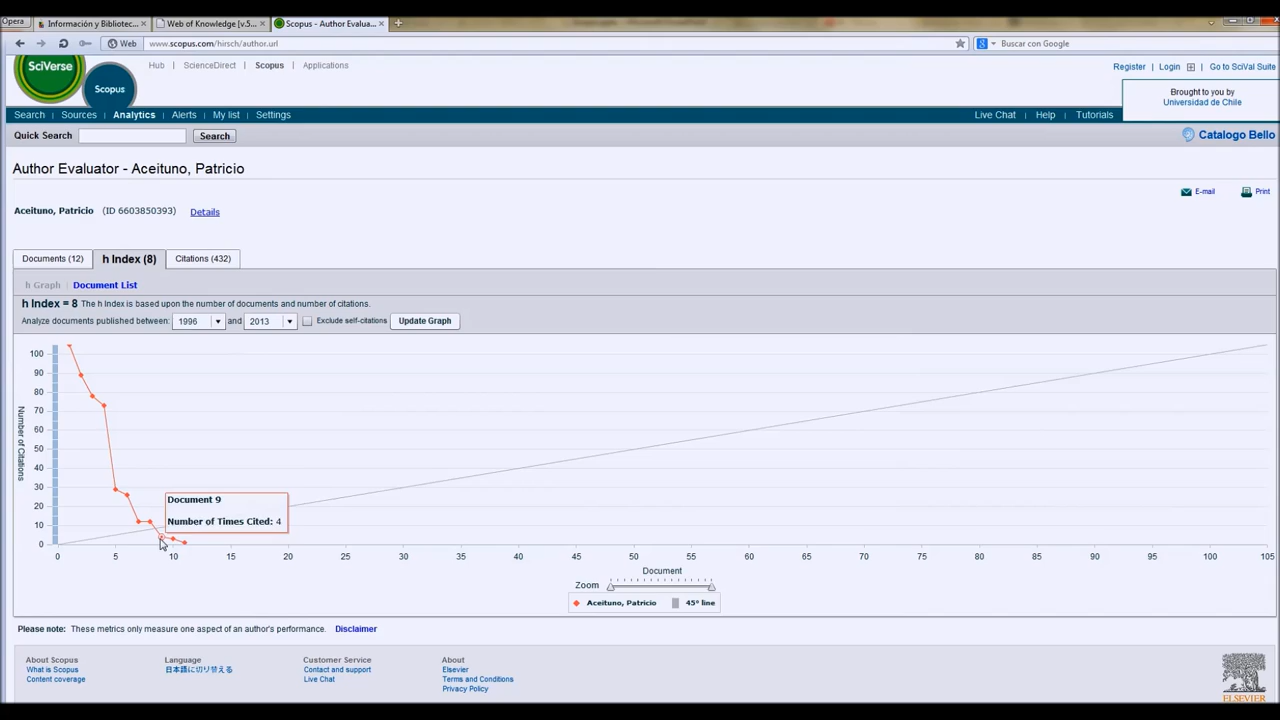 Opera
Información y Bibliotec...
Web of Knowledge [v.5...
Scopus - Author Evalua...
Web
www.scopus.com/hirsch/author.url
Buscar con Google
SciVerse
Scopus
Hub | ScienceDirect | Scopus | Applications
Register | Login | Go to SciVal Suite
Brought to you by
Universidad de Chile
Search | Sources | Analytics | Alerts | My list | Settings
Live Chat | Help | Tutorials
Quick Search
Search
Catalogo Bello
Author Evaluator - Aceituno, Patricio
E-mail
Print
Aceituno, Patricio (ID 6603850393) Details
Documents (12)
h Index (8)
Citations (432)
h Graph | Document List
h Index = 8 The h Index is based upon the number of documents and number of citations.
Analyze documents published between: 1996 and 2013 Exclude self-citations Update Graph
Number of Citations
100
90
80
70
60
50
40
30
20
10
0
Document 9
Number of Times Cited: 4
0 5 10 15 20 25 30 35 40 45 50 55 60 65 70 75 80 85 90 95 100 105
Document
Zoom
Aceituno, Patricio 45º line
Please note: These metrics only measure one aspect of an author's performance. Disclaimer
About Scopus
What is Scopus
Content coverage
Language
日本語に切り替える
Customer Service
Contact and support
Live Chat
About
Elsevier
Terms and Conditions
Privacy Policy
ELSEVIER